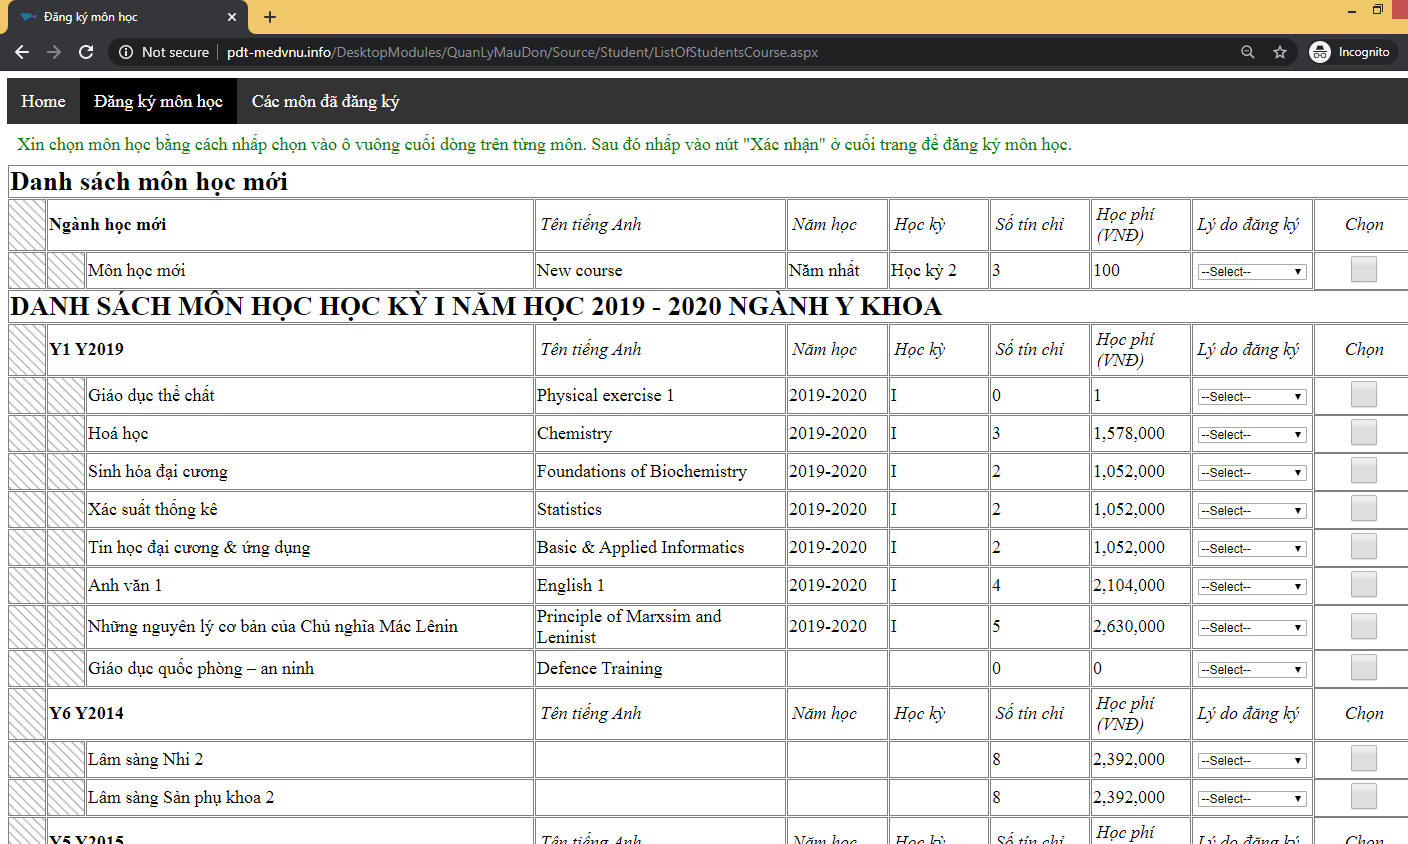 Đăng ký môn học
Not secure pdt-medvnu.info/DesktopModules/QuanLyMauDon/Source/Student/ListOfStudentsCourse.aspx Incognito
Home Đăng ký môn học Các môn đã đăng ký
Xin chọn môn học bằng cách nhấp chọn vào ô vuông cuối dòng trên từng môn. Sau đó nhấp vào nút "Xác nhận" ở cuối trang để đăng ký môn học.
Danh sách môn học mới
Ngành học mới Tên tiếng Anh Năm học Học kỳ Số tín chỉ Học phí (VNĐ) Lý do đăng ký Chọn
Môn học mới New course Năm nhất Học kỳ 2 3 100 --Select--
DANH SÁCH MÔN HỌC HỌC KỲ I NĂM HỌC 2019 - 2020 NGÀNH Y KHOA
Y1 Y2019 Tên tiếng Anh Năm học Học kỳ Số tín chỉ Học phí (VNĐ) Lý do đăng ký Chọn
Giáo dục thể chất Physical exercise 1 2019-2020 I 0 1 --Select--
Hoá học Chemistry 2019-2020 I 3 1,578,000 --Select--
Sinh hóa đại cương Foundations of Biochemistry 2019-2020 I 2 1,052,000 --Select--
Xác suất thống kê Statistics 2019-2020 I 2 1,052,000 --Select--
Tin học đại cương & ứng dụng Basic & Applied Informatics 2019-2020 I 2 1,052,000 --Select--
Anh văn 1 English 1 2019-2020 I 4 2,104,000 --Select--
Những nguyên lý cơ bản của Chủ nghĩa Mác Lênin Principle of Marxsim and Leninist 2019-2020 I 5 2,630,000 --Select--
Giáo dục quốc phòng – an ninh Defence Training 0 0 --Select--
Y6 Y2014 Tên tiếng Anh Năm học Học kỳ Số tín chỉ Học phí (VNĐ) Lý do đăng ký Chọn
Lâm sàng Nhi 2 8 2,392,000 --Select--
Lâm sàng Sản phụ khoa 2 8 2,392,000 --Select--
Y5 Y2015 Tên tiếng Anh Năm học Học kỳ Số tín chỉ Học phí Lý do đăng ký Chọn